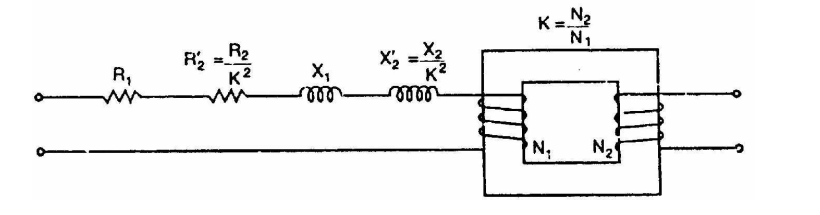 K = N₂/N₁
R₁
R′₂ = R₂/K²
X₁
X′₂ = X₂/K²
N₁
N₂